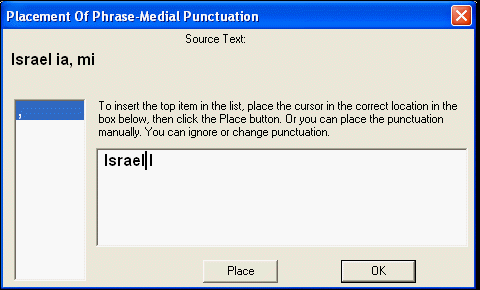 Placement Of Phrase-Medial Punctuation
Source Text:
Israel ia, mi
,
To insert the top item in the list, place the cursor in the correct location in the
box below, then click the Place button. Or you can place the punctuation
manually. You can ignore or change punctuation.
Israel I
Place
OK